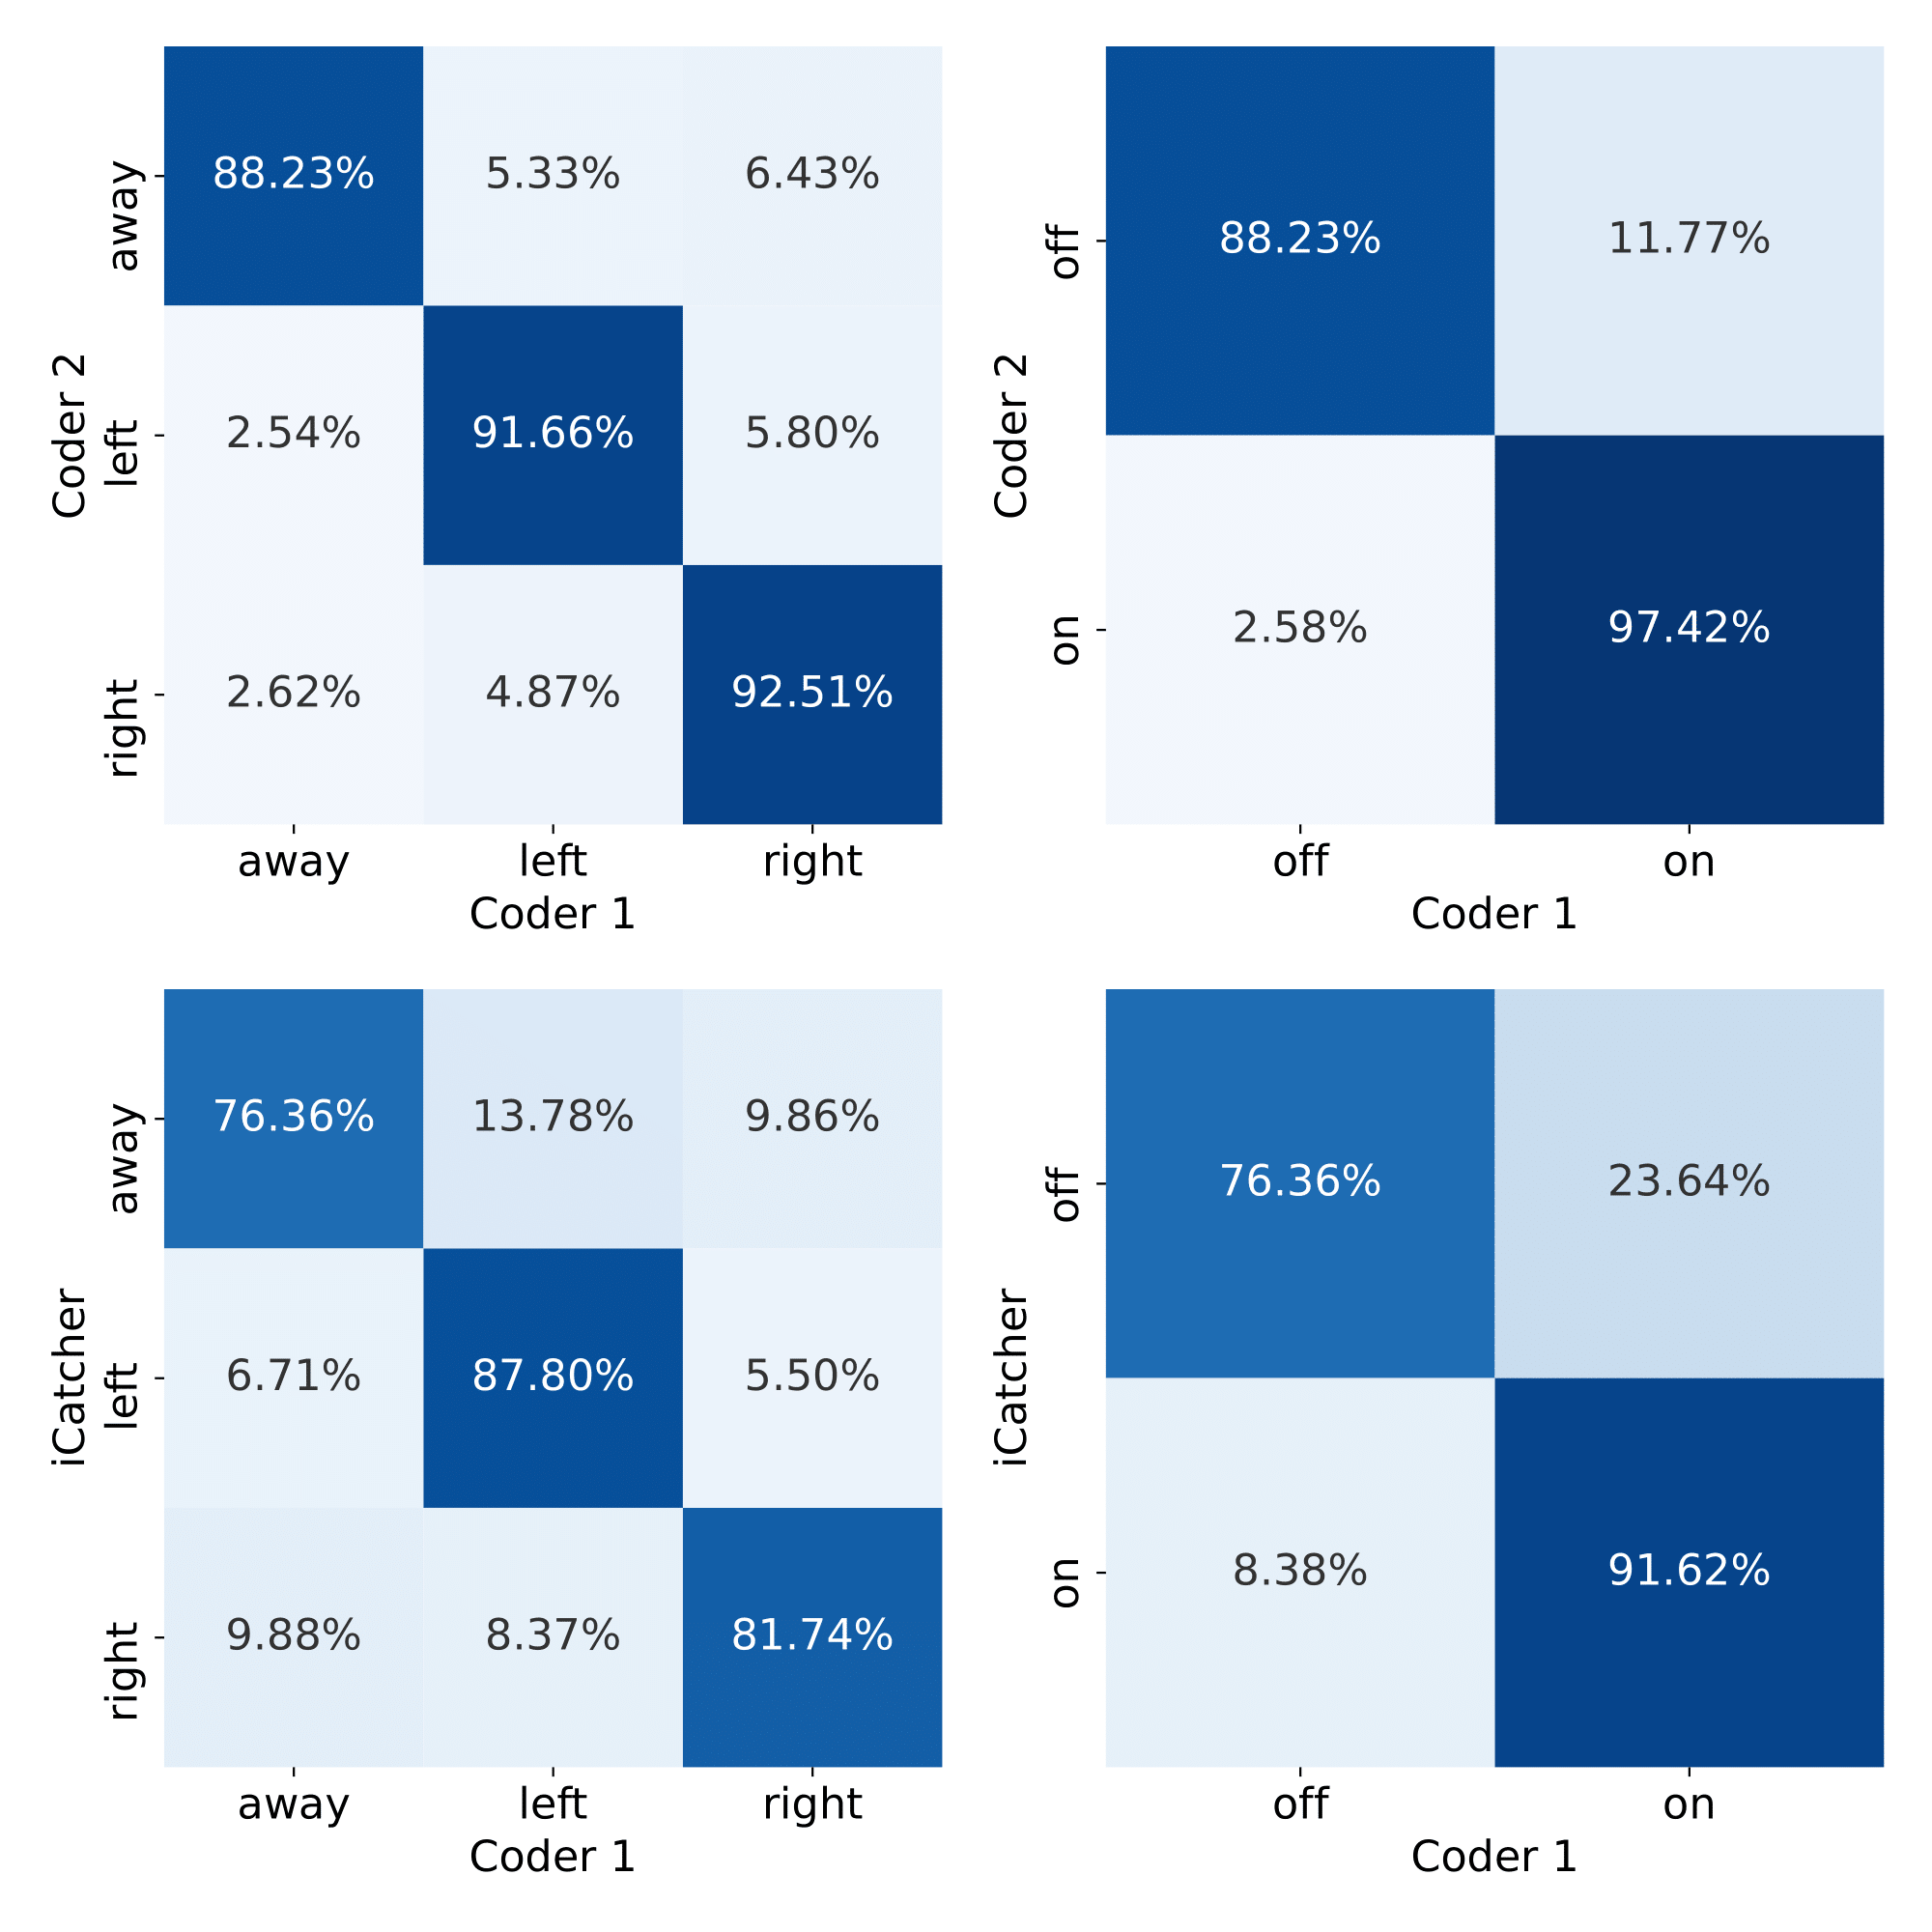 Coder 2
away
88.23% 5.33% 6.43%
left
2.54% 91.66% 5.80%
right
2.62% 4.87% 92.51%
away left right
Coder 1
Coder 2
off
88.23% 11.77%
on
2.58% 97.42%
off on
Coder 1
iCatcher
away
76.36% 13.78% 9.86%
left
6.71% 87.80% 5.50%
right
9.88% 8.37% 81.74%
away left right
Coder 1
iCatcher
off
76.36% 23.64%
on
8.38% 91.62%
off on
Coder 1